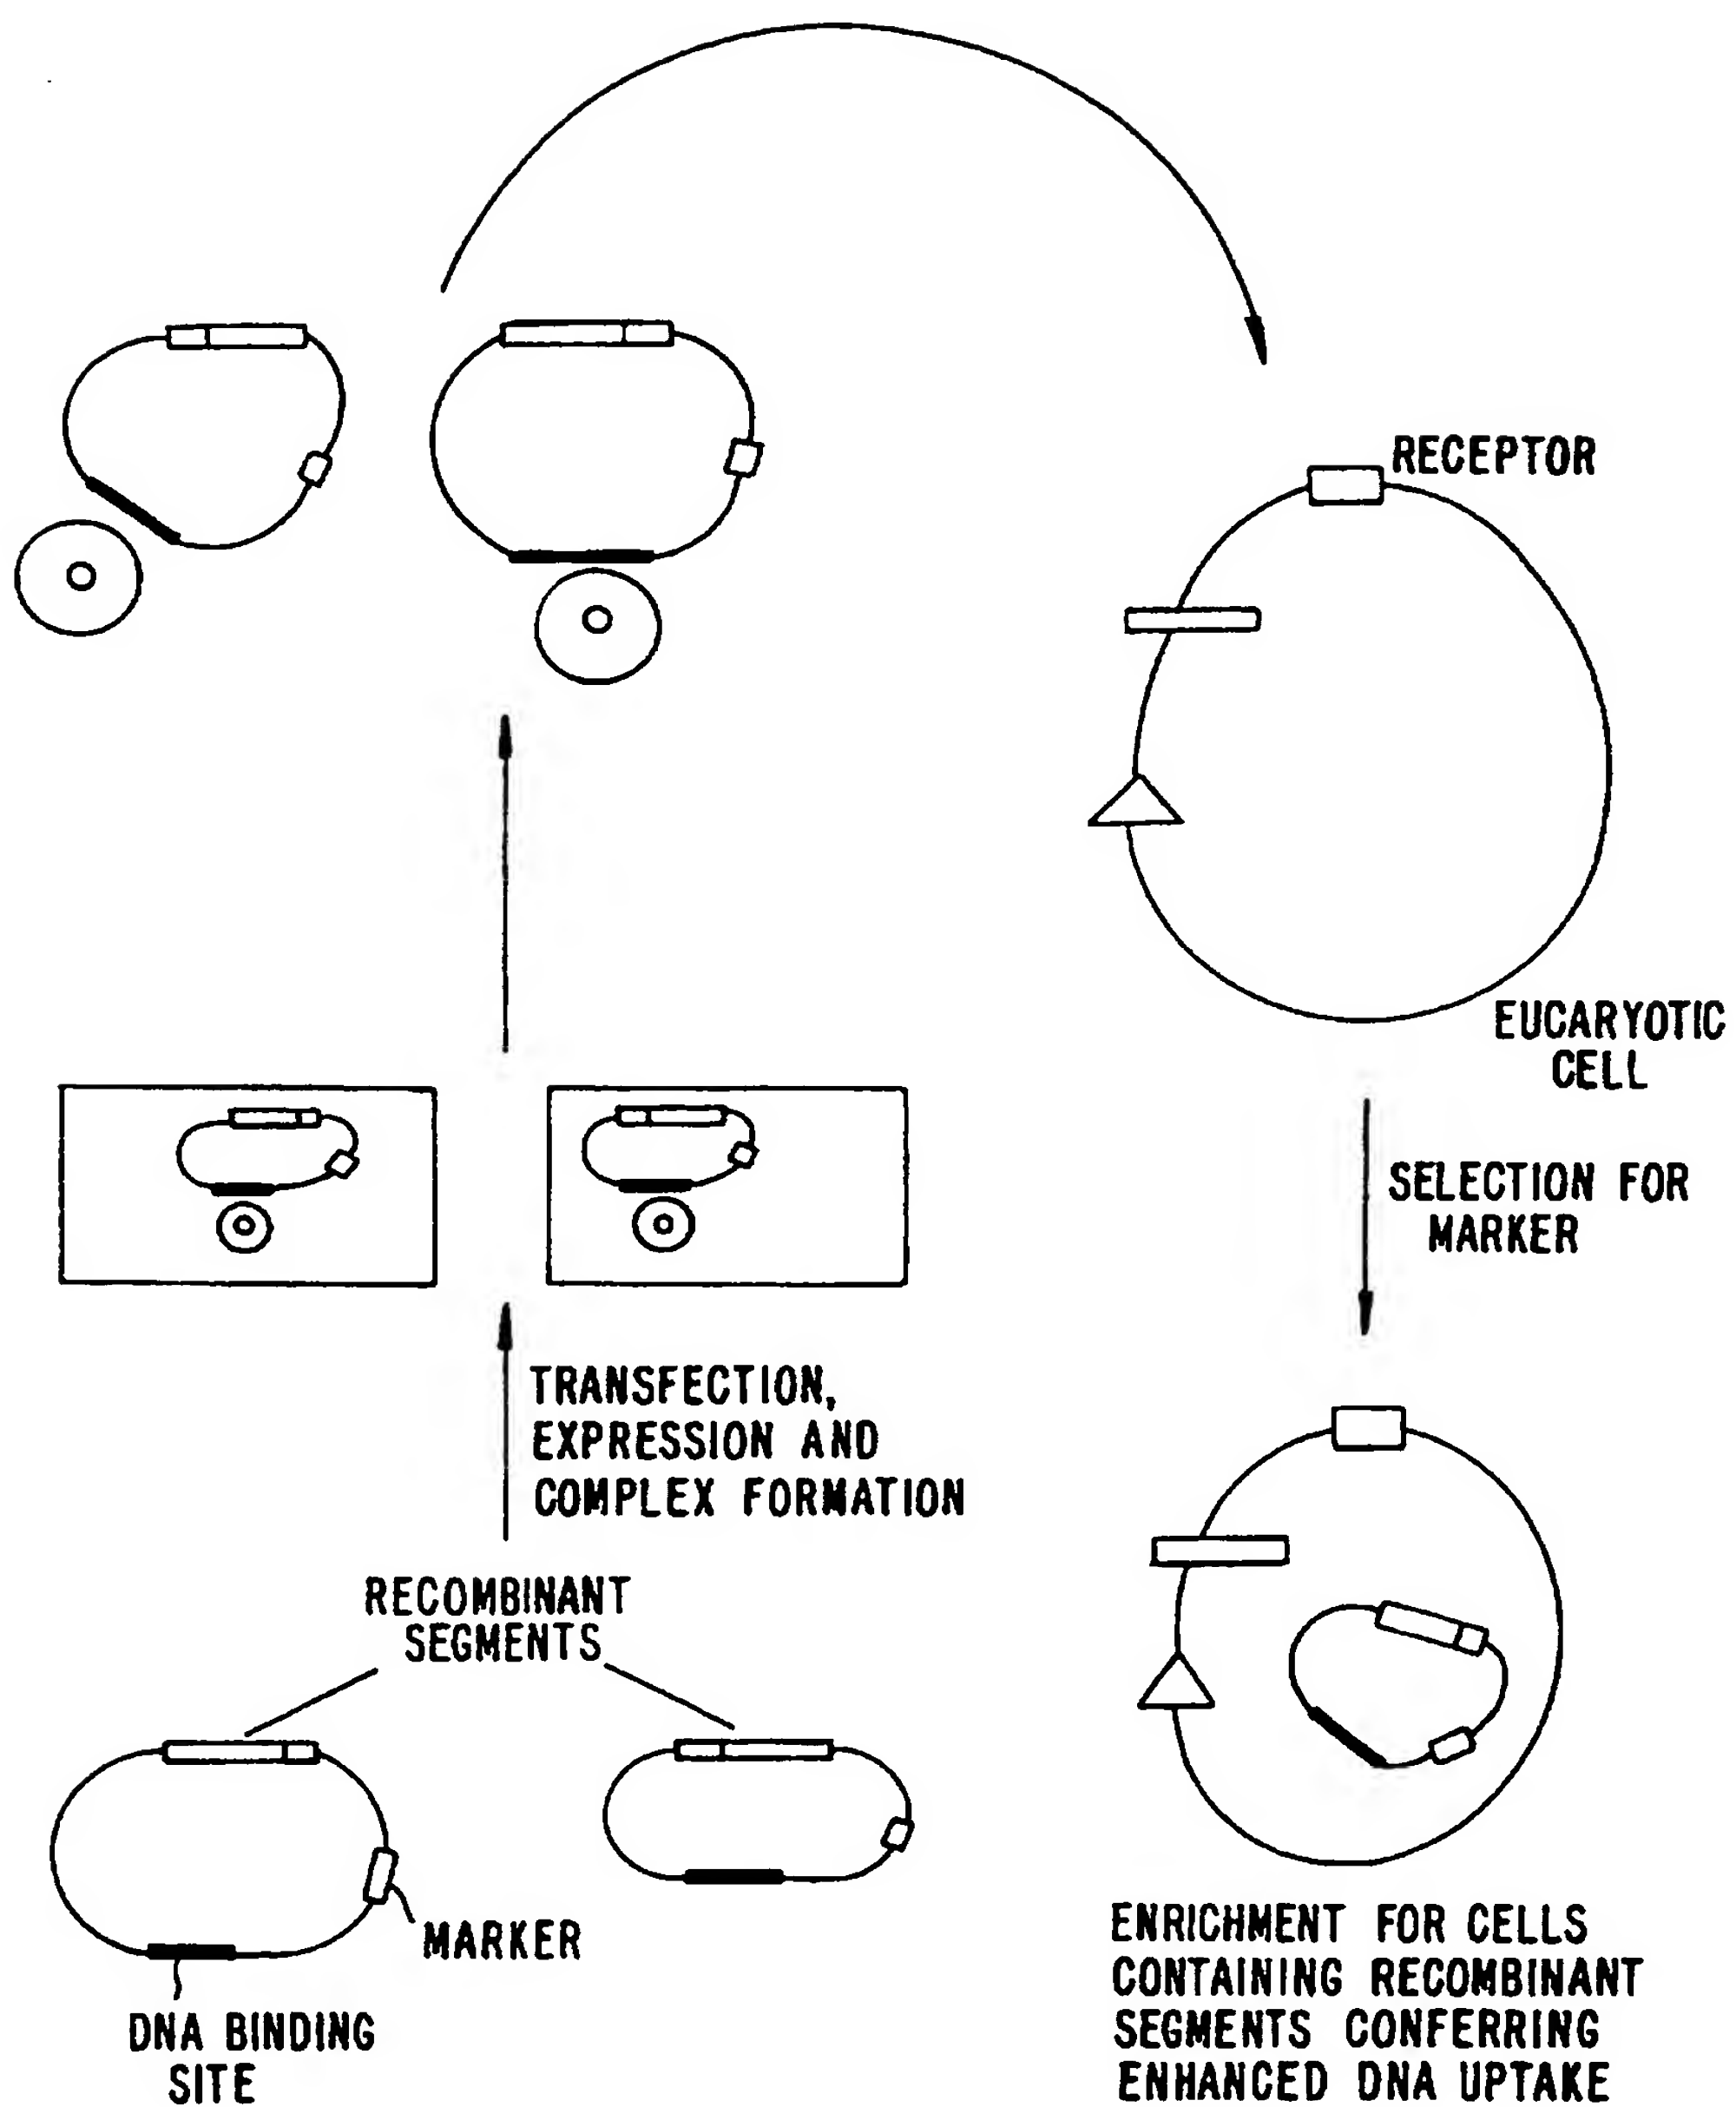 RECEPTOR
EUCARYOTIC
CELL
SELECTION FOR
MARKER
TRANSFECTION,
EXPRESSION AND
COMPLEX FORMATION
RECOMBINANT
SEGMENTS
MARKER
DNA BINDING
SITE
ENRICHMENT FOR CELLS
CONTAINING RECOMBINANT
SEGMENTS CONFERRING
ENHANCED DNA UPTAKE